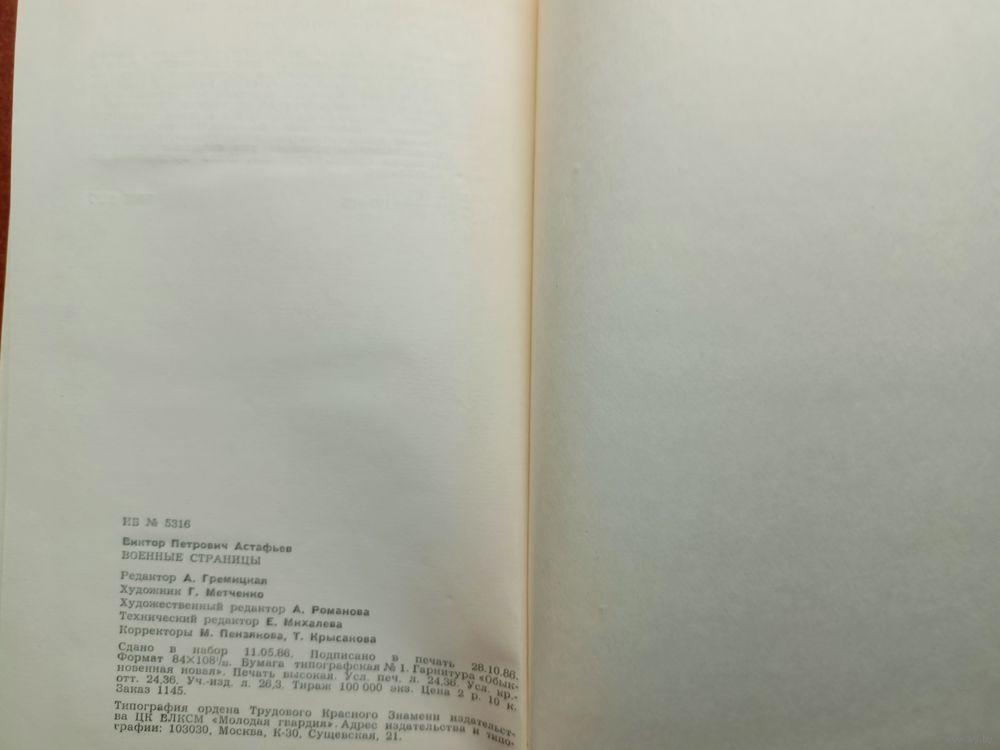 ИБ № 5316
Виктор Петрович Астафьев
ВОЕННЫЕ СТРАНИЦЫ
Редактор А. Гремицкая
Художник Г. Метченко
Художественный редактор А. Романова
Технический редактор Е. Михалева
Корректоры М. Пензякова, Т. Крысанова
Сдано в набор 11.05.86. Подписано в печать 28.10.86.
Формат 84×108¹/₃₂. Бумага типографская № 1. Гарнитура «Обык-
новенная новая». Печать высокая. Усл. печ. л. 24,36. Усл. кр.-
отт. 24,36. Уч.-изд. л. 26,3. Тираж 100 000 экз. Цена 2 р. 10 к.
Заказ 1145.
Типография ордена Трудового Красного Знамени издательст-
ва ЦК ВЛКСМ «Молодая гвардия». Адрес издательства и типо-
графии: 103030, Москва, К-30, Сущевская, 21.